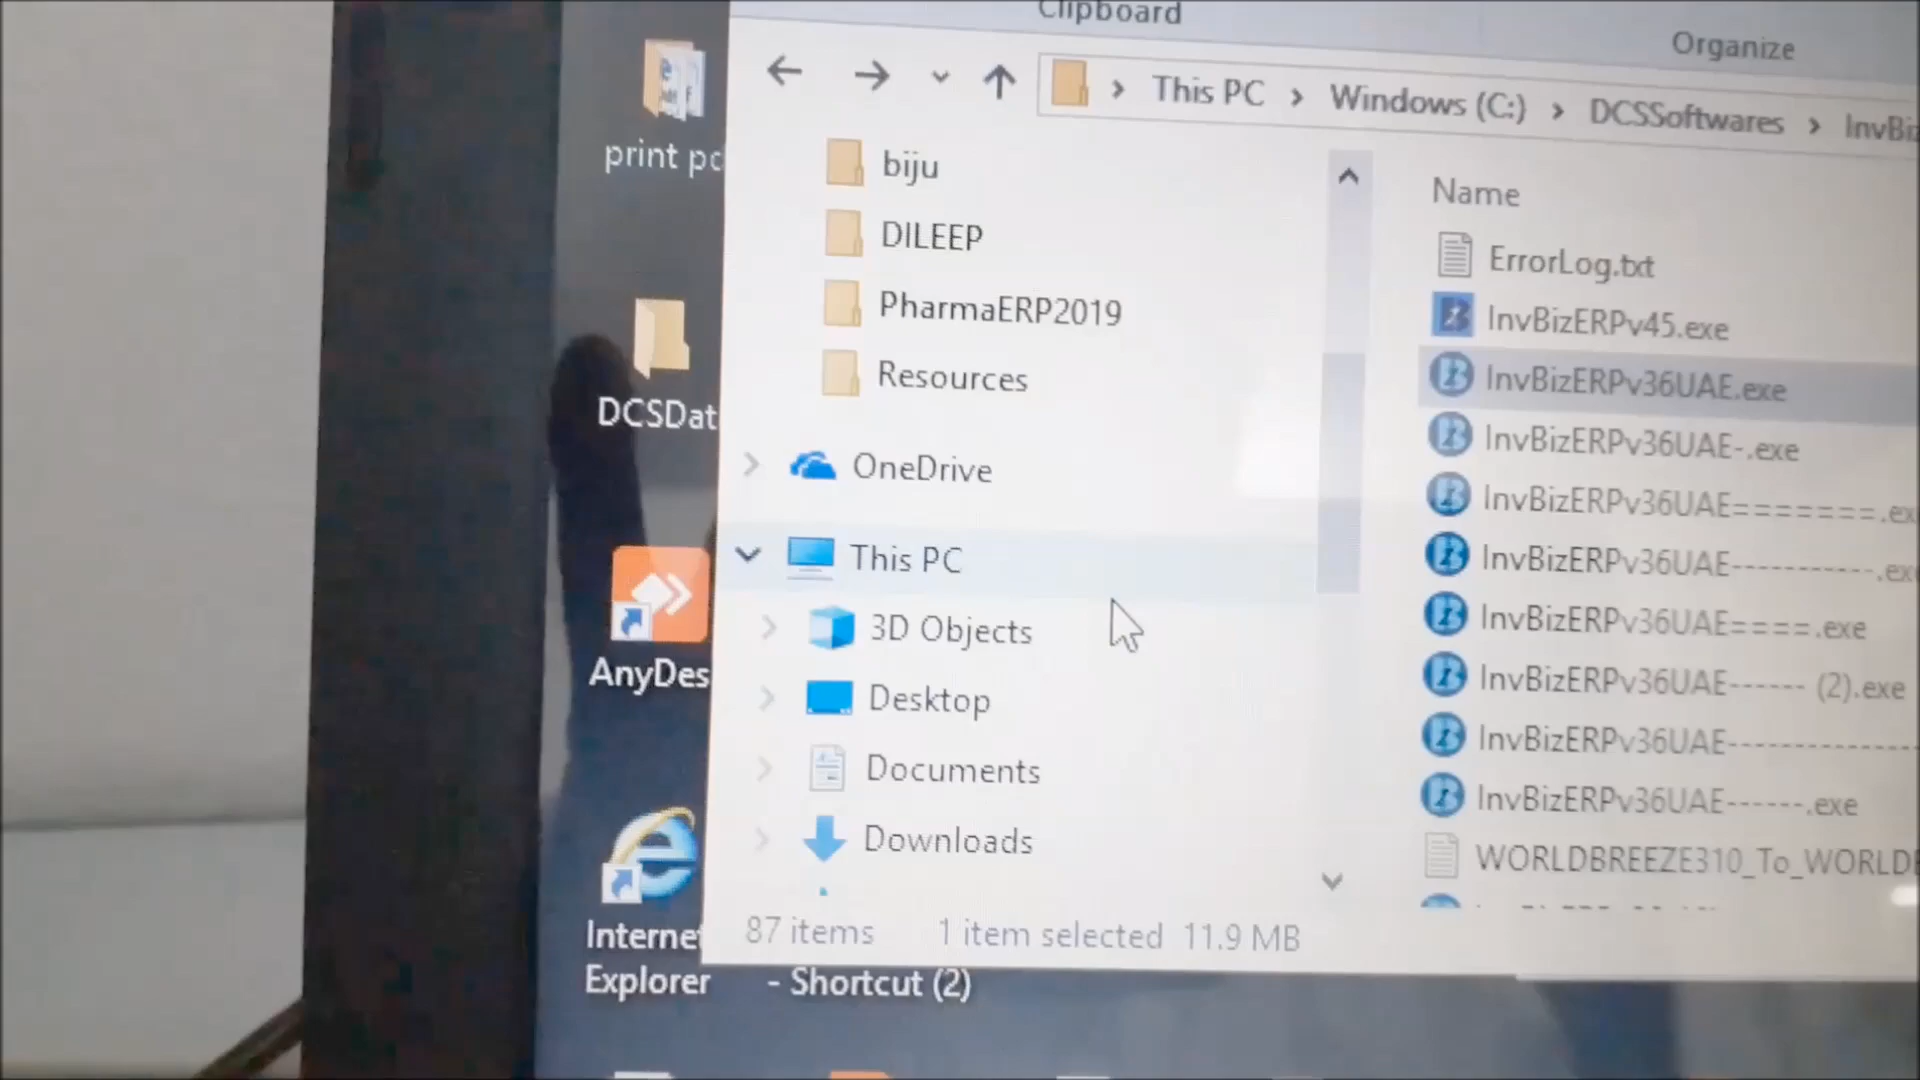 Clipboard
Organize
This PC > Windows (C:) > DCSSoftwares > InvBiz
print pc
biju
DILEEP
PharmaERP2019
Resources
OneDrive
This PC
3D Objects
Desktop
Documents
Downloads
Name
ErrorLog.txt
InvBizERPv45.exe
InvBizERPv36UAE.exe
InvBizERPv36UAE-.exe
InvBizERPv36UAE=======.ex
InvBizERPv36UAE-----------.exe
InvBizERPv36UAE====.exe
InvBizERPv36UAE------ (2).exe
InvBizERPv36UAE---------------
InvBizERPv36UAE------.exe
WORLDBREEZE310_To_WORLDB
DCSDat
AnyDes
Internet
Explorer
87 items 1 item selected 11.9 MB
- Shortcut (2)